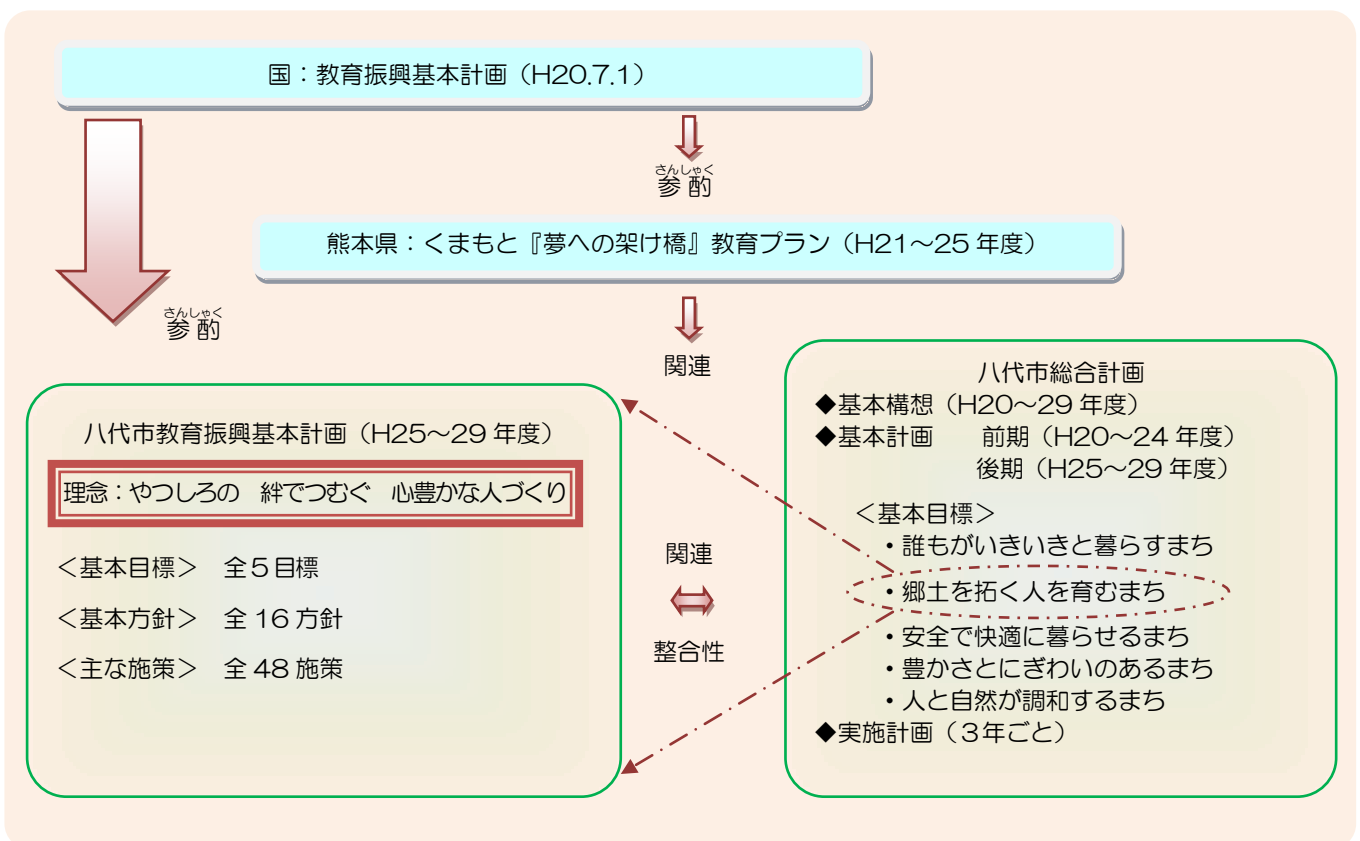 国：教育振興基本計画（H20.7.1）
さんしゃく
参酌
熊本県：くまもと『夢への架け橋』教育プラン（H21～25年度）
さんしゃく
参酌
関連
八代市教育振興基本計画（H25～29年度）
理念：やつしろの　絆でつむぐ　心豊かな人づくり
＜基本目標＞　全５目標
＜基本方針＞　全16方針
＜主な施策＞　全48施策
関連
整合性
八代市総合計画
◆基本構想（H20～29年度）
◆基本計画　　前期（H20～24年度）
後期（H25～29年度）
＜基本目標＞
・誰もがいきいきと暮らすまち
・郷土を拓く人を育むまち
・安全で快適に暮らせるまち
・豊かさとにぎわいのあるまち
・人と自然が調和するまち
◆実施計画（３年ごと）